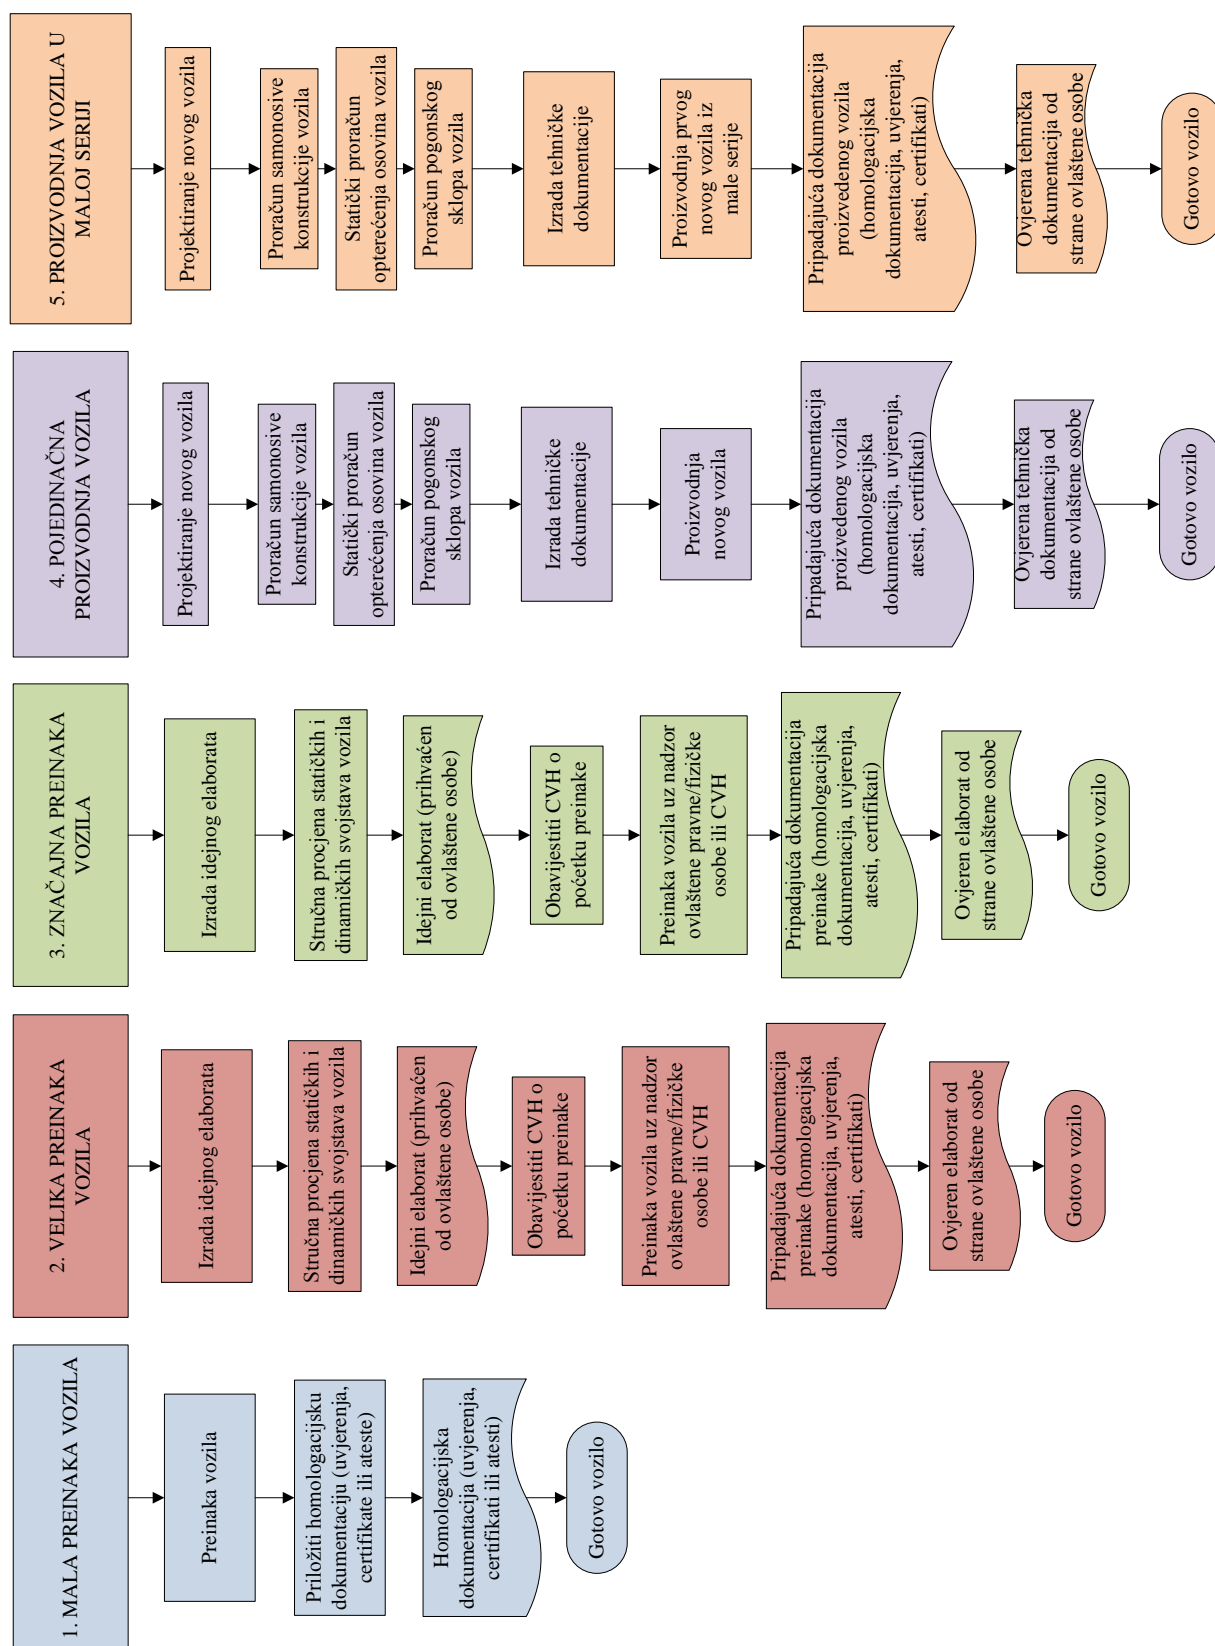 1. MALA PREINAKA VOZILA
Preinaka vozila
Priložiti homologacijsku
dokumentaciju (uvjerenja,
certifikate ili ateste)
Homologacijska
dokumentacija (uvjerenja,
certifikati ili atesti)
Gotovo vozilo
2. VELIKA PREINAKA
VOZILA
Izrada idejnog elaborata
Stručna procjena statičkih i
dinamičkih svojstava vozila
Idejni elaborat (prihvaćen
od ovlaštene osobe)
Obavijestiti CVH o
poćetku preinake
Preinaka vozila uz nadzor
ovlaštene pravne/fizičke
osobe ili CVH
Pripadajuća dokumentacija
preinake (homologacijska
dokumentacija, uvjerenja,
atesti, certifikati)
Ovjeren elaborat od
strane ovlaštene osobe
Gotovo vozilo
3. ZNAČAJNA PREINAKA
VOZILA
Izrada idejnog elaborata
Stručna procjena statičkih i
dinamičkih svojstava vozila
Idejni elaborat (prihvaćen
od ovlaštene osobe)
Obavijestiti CVH o
poćetku preinake
Preinaka vozila uz nadzor
ovlaštene pravne/fizičke
osobe ili CVH
Pripadajuća dokumentacija
preinake (homologacijska
dokumentacija, uvjerenja,
atesti, certifikati)
Ovjeren elaborat od
strane ovlaštene osobe
Gotovo vozilo
4. POJEDINAČNA
PROIZVODNJA VOZILA
Projektiranje novog vozila
Proračun samonosive
konstrukcije vozila
Statički proračun
opterećenja osovina vozila
Proračun pogonskog
sklopa vozila
Izrada tehničke
dokumentacije
Proizvodnja
novog vozila
Pripadajuća dokumentacija
proizvedenog vozila
(homologacijska
dokumentacija, uvjerenja,
atesti, certifikati)
Ovjerena tehnička
dokumentacija od
strane ovlaštene osobe
Gotovo vozilo
5. PROIZVODNJA VOZILA U
MALOJ SERIJI
Projektiranje novog vozila
Proračun samonosive
konstrukcije vozila
Statički proračun
opterećenja osovina vozila
Proračun pogonskog
sklopa vozila
Izrada tehničke
dokumentacije
Proizvodnja prvog
novog vozila iz
male serije
Pripadajuća dokumentacija
proizvedenog vozila
(homologacijska
dokumentacija, uvjerenja,
atesti, certifikati)
Ovjerena tehnička
dokumentacija od
strane ovlaštene osobe
Gotovo vozilo